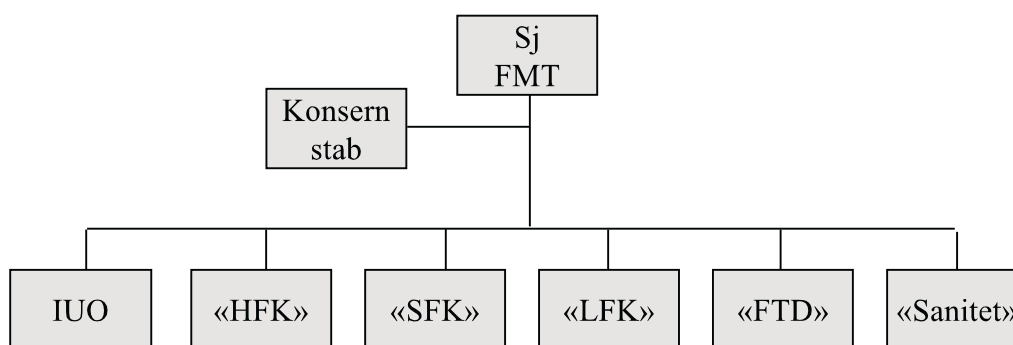 Sj
FMT
Konsern
stab
IUO
«HFK»
«SFK»
«LFK»
«FTD»
«Sanitet»